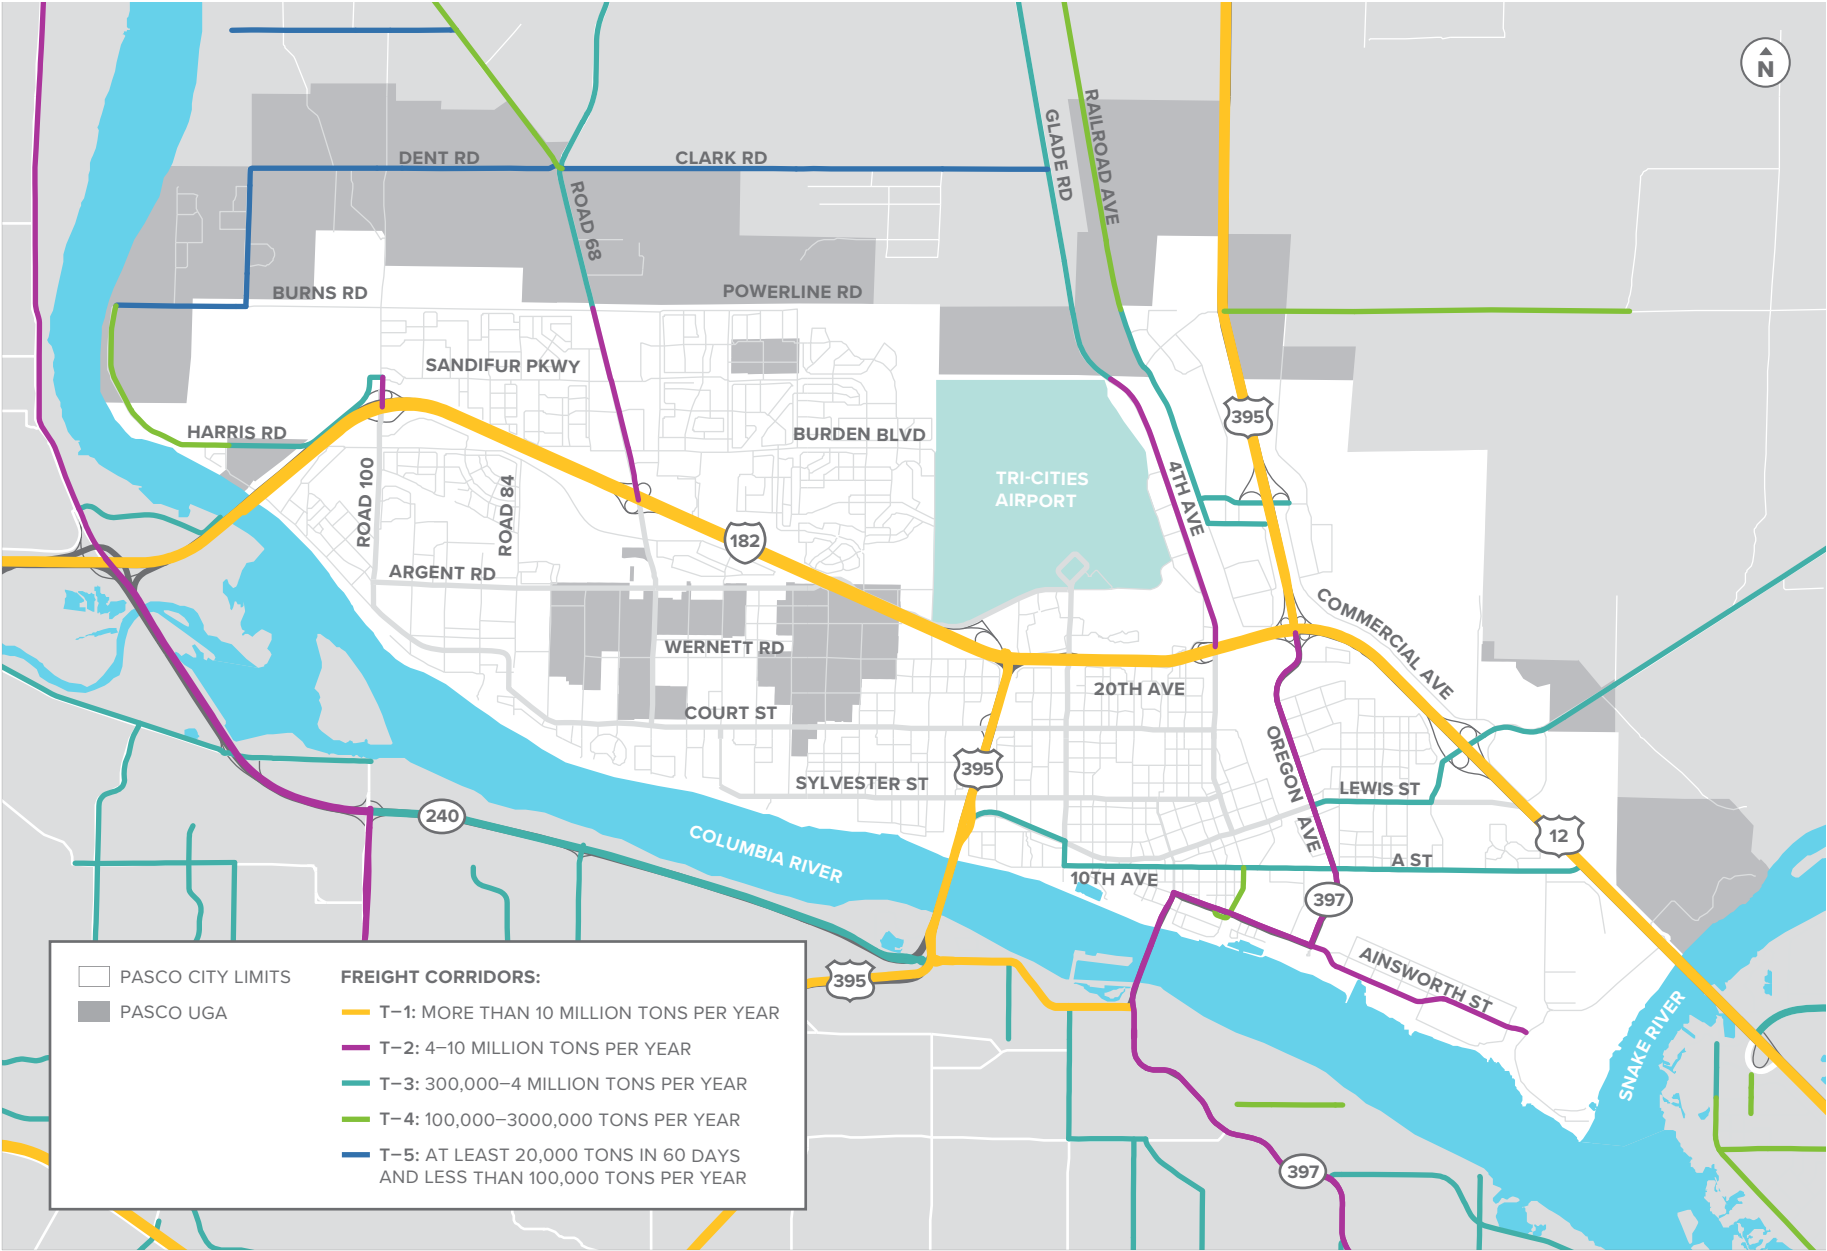 N
DENT RD
CLARK RD
GLADE RD
RAILROAD AVE
ROAD 68
BURNS RD
POWERLINE RD
SANDIFUR PKWY
395
HARRIS RD
BURDEN BLVD
TRI-CITIES
AIRPORT
4TH AVE
ROAD 100
ROAD 84
182
ARGENT RD
COMMERCIAL AVE
WERNETT RD
20TH AVE
COURT ST
OREGON AVE
395
SYLVESTER ST
LEWIS ST
240
12
COLUMBIA RIVER
A ST
10TH AVE
397
AINSWORTH ST
395
SNAKE RIVER
397
PASCO CITY LIMITS
PASCO UGA
FREIGHT CORRIDORS:
T–1: MORE THAN 10 MILLION TONS PER YEAR
T–2: 4–10 MILLION TONS PER YEAR
T–3: 300,000–4 MILLION TONS PER YEAR
T–4: 100,000–3000,000 TONS PER YEAR
T–5: AT LEAST 20,000 TONS IN 60 DAYS
AND LESS THAN 100,000 TONS PER YEAR